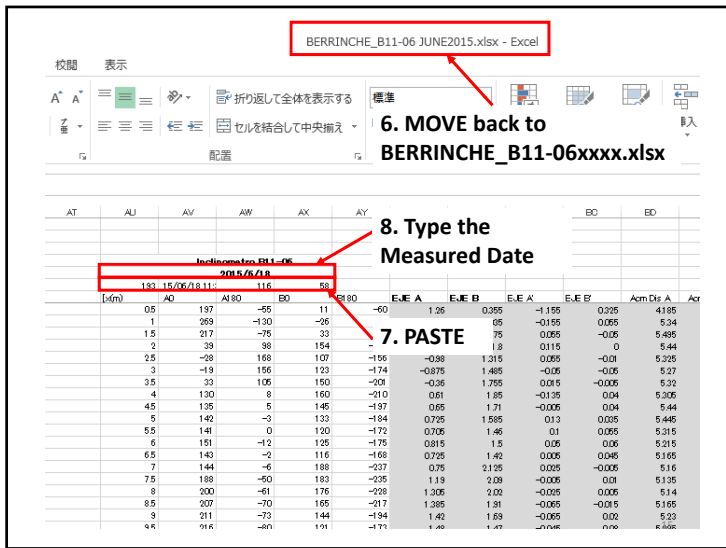 BERRINCHE_B11-06 JUNE2015.xlsx - Excel
校閲 表示
折り返して全体を表示する 標準
セルを結合して中央揃え
配置
6. MOVE back to
BERRINCHE_B11-06xxxx.xlsx
AT AU AV AW AX AY BC BD
8. Type the
Measured Date
Inclinometro B11-06
2015/6/18
193 15/06/18 11: 116 58
A0 A180 B0 B180 EJE A EJE B EJE A' EJE B' Acm Dis A
7. PASTE
0.5 197 -55 11 -60 1.26 0.355 -1.155 0.325 4.185
1 269 -130 -26 -0.155 0.055 5.34
1.5 217 -75 33 0.055 -0.05 5.495
2 39 98 154 0.115 0 5.44
2.5 -28 168 107 -156 -0.98 1.315 0.055 -0.01 5.325
3 -19 156 123 -174 -0.875 1.485 -0.05 -0.05 5.27
3.5 33 105 150 -201 -0.36 1.755 0.015 -0.005 5.32
4 130 8 160 -210 0.61 1.85 -0.135 0.04 5.305
4.5 135 5 145 -197 0.65 1.71 -0.005 0.04 5.44
5 142 -3 133 -184 0.725 1.585 0.13 0.035 5.445
5.5 141 0 120 -172 0.705 1.46 0.1 0.055 5.315
6 151 -12 125 -175 0.815 1.5 0.05 0.06 5.215
6.5 143 -2 116 -168 0.725 1.42 0.005 0.045 5.165
7 144 -6 188 -237 0.75 2.125 0.025 -0.005 5.16
7.5 188 -50 183 -235 1.19 2.09 -0.005 0.01 5.135
8 200 -61 176 -228 1.305 2.02 -0.025 0.005 5.14
8.5 207 -70 165 -217 1.385 1.91 -0.065 -0.015 5.165
9 211 -73 144 -194 1.42 1.69 -0.065 0.02 5.23
9.5 216 -80 121 -173 1.48 1.47